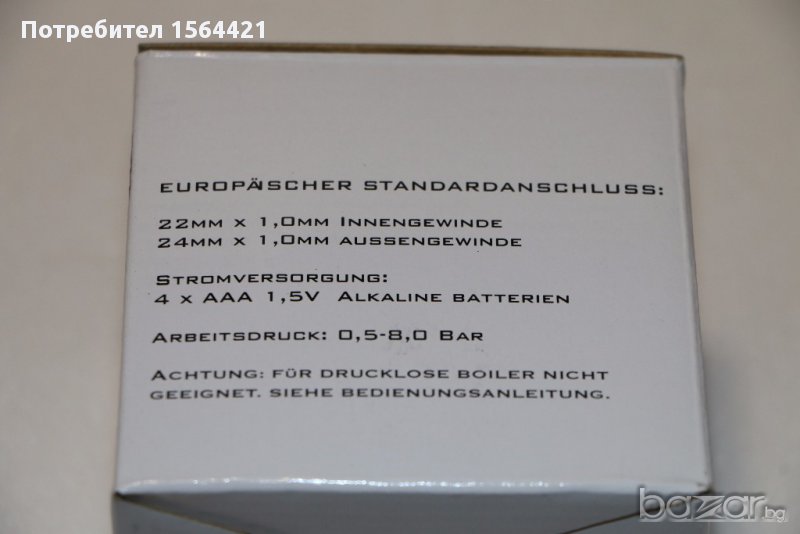 Потребител 1564421
EUROPÄISCHER STANDARDANSCHLUSS:
22MM X 1,0MM INNENGEWINDE
24MM X 1,0MM AUSSENGEWINDE
STROMVERSORGUNG:
4 X AAA 1,5V ALKALINE BATTERIEN
ARBEITSDRUCK: 0,5-8,0 BAR
ACHTUNG: FÜR DRUCKLOSE BOILER NICHT
GEEIGNET. SIEHE BEDIENUNGSANLEITUNG.
bazar.bg